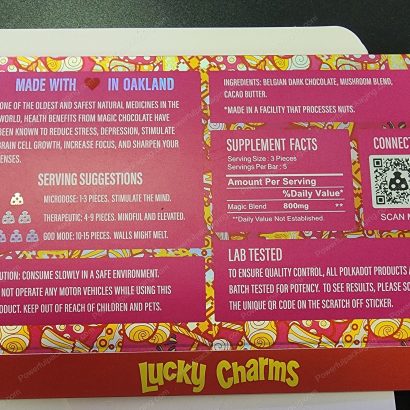 MADE WITH ❤ IN OAKLAND
ONE OF THE OLDEST AND SAFEST NATURAL MEDICINES IN THE
WORLD, HEALTH BENEFITS FROM MAGIC CHOCOLATE HAVE
BEEN KNOWN TO REDUCE STRESS, DEPRESSION, STIMULATE
BRAIN CELL GROWTH, INCREASE FOCUS, AND SHARPEN YOUR
ENSES.
SERVING SUGGESTIONS
MICRODOSE: 1-3 PIECES. STIMULATE THE MIND.
THERAPEUTIC: 4-9 PIECES. MINDFUL AND ELEVATED.
GOD MODE: 10-15 PIECES. WALLS MIGHT MELT.
UTION: CONSUME SLOWLY IN A SAFE ENVIRONMENT.
NOT OPERATE ANY MOTOR VEHICLES WHILE USING THIS
ODUCT. KEEP OUT OF REACH OF CHILDREN AND PETS.
INGREDIENTS: BELGIAN DARK CHOCOLATE, MUSHROOM BLEND,
CACAO BUTTER.
*MADE IN A FACILITY THAT PROCESSES NUTS.
SUPPLEMENT FACTS
Serving Size : 3 Pieces
Servings Per Bar : 5
Amount Per Serving
%Daily Value*
Magic Blend 800mg **
**Daily Value Not Established.
CONNECT
SCAN M
LAB TESTED
TO ENSURE QUALITY CONTROL, ALL POLKADOT PRODUCTS A
BATCH TESTED FOR POTENCY. TO SEE RESULTS, PLEASE SC
THE UNIQUE QR CODE ON THE SCRATCH OFF STICKER.
Lucky Charms